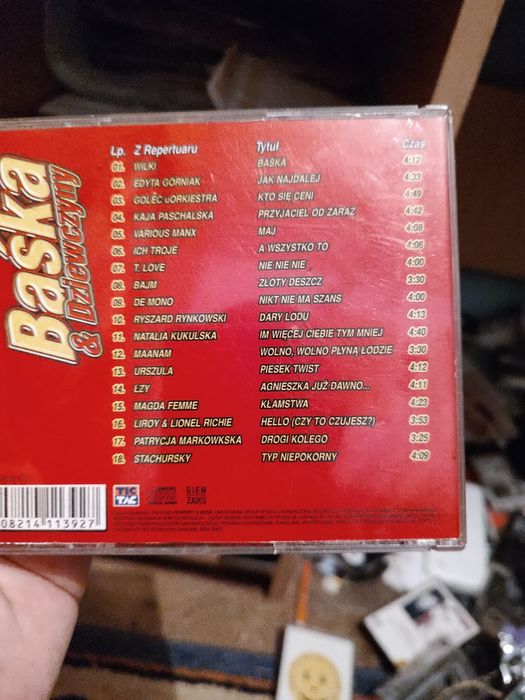 Baśka
& Dziewczyny
Lp. Z Repertuaru Tytuł Czas
01. WILKI BAŚKA 4:12
02. EDYTA GÓRNIAK JAK NAJDALEJ 4:23
03. GOLEC UORKIESTRA KTO SIĘ CENI 4:49
04. KAJA PASCHALSKA PRZYJACIEL OD ZARAZ 4:42
05. VARIOUS MANX MAJ 4:08
06. ICH TROJE A WSZYSTKO TO 4:06
07. T. LOVE NIE NIE NIE 4:00
08. BAJM ZŁOTY DESZCZ 3:30
09. DE MONO NIKT NIE MA SZANS 4:00
10. RYSZARD RYNKOWSKI DARY LODU 4:13
11. NATALIA KUKULSKA IM WIĘCEJ CIEBIE TYM MNIEJ 4:40
12. MAANAM WOLNO, WOLNO PŁYNĄ ŁODZIE 3:30
13. URSZULA PIESEK TWIST 4:12
14. ŁZY AGNIESZKA JUŻ DAWNO... 4:11
15. MAGDA FEMME KŁAMSTWA 4:23
16. LIROY & LIONEL RICHIE HELLO (CZY TO CZUJESZ?) 3:53
17. PATRYCJA MARKOWKSKA DROGI KOLEGO 3:25
18. STACHURSKY TYP NIEPOKORNY 4:09
08214 113927
TIC
TAC
BIEM
ZAIKS